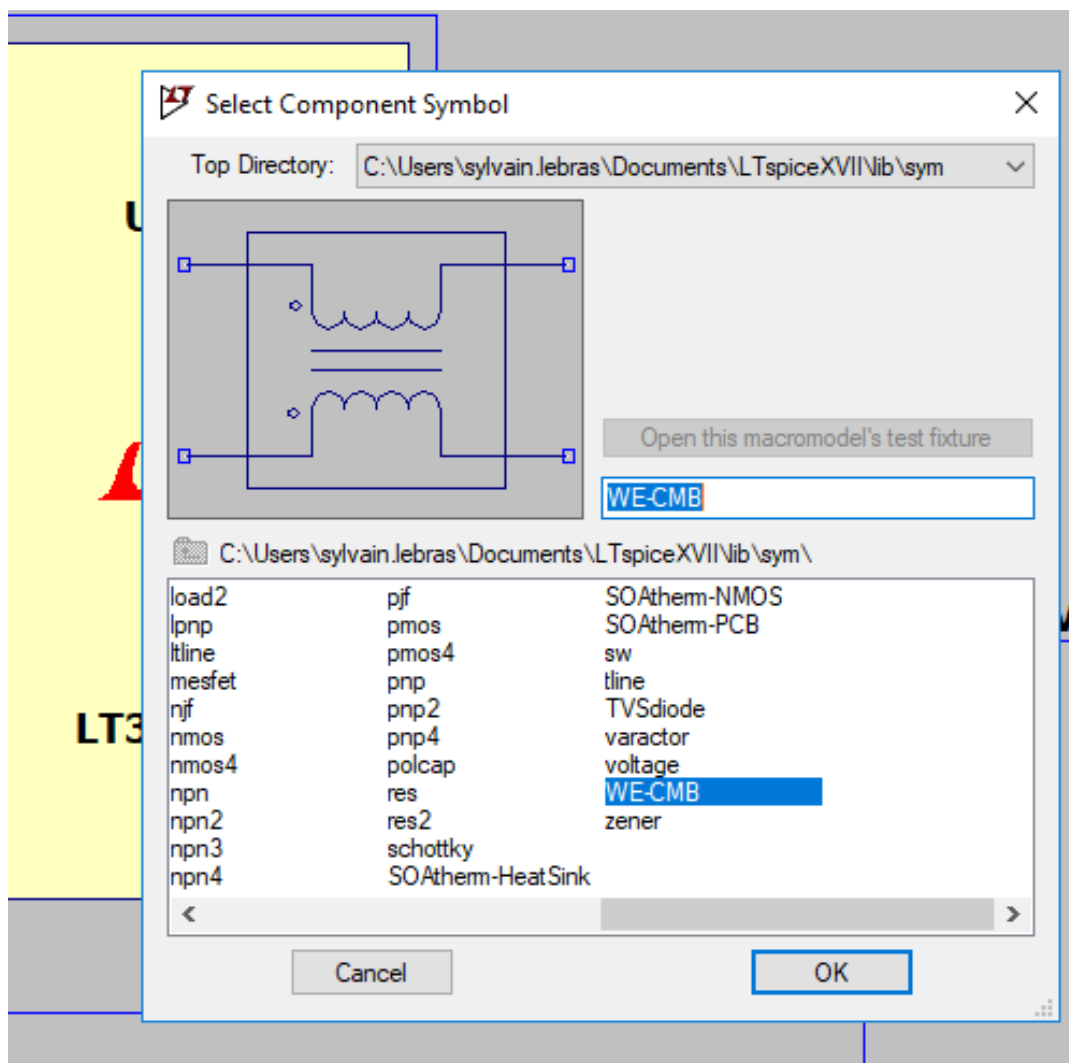 Select Component Symbol
Top Directory: C:\Users\sylvain.lebras\Documents\LTspiceXVII\lib\sym
U
Open this macromodel's test fixture
WE-CMB
C:\Users\sylvain.lebras\Documents\LTspiceXVII\lib\sym\
load2 pjf SOAtherm-NMOS
lpnp pmos SOAtherm-PCB
ltline pmos4 sw
mesfet pnp tline
njf pnp2 TVSdiode
nmos pnp4 varactor
nmos4 polcap voltage
npn res WE-CMB
npn2 res2 zener
npn3 schottky
npn4 SOAtherm-HeatSink
LT3
Cancel OK